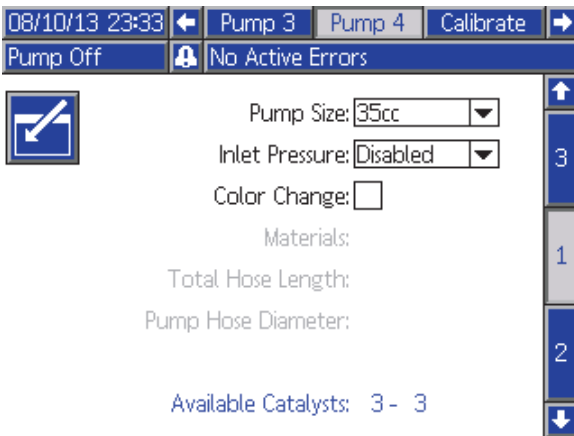 08/10/13 23:33 Pump 3 Pump 4 Calibrate
Pump Off No Active Errors
Pump Size: 35cc
Inlet Pressure: Disabled
3
Color Change:
Materials:
1
Total Hose Length:
Pump Hose Diameter:
2
Available Catalysts: 3 - 3